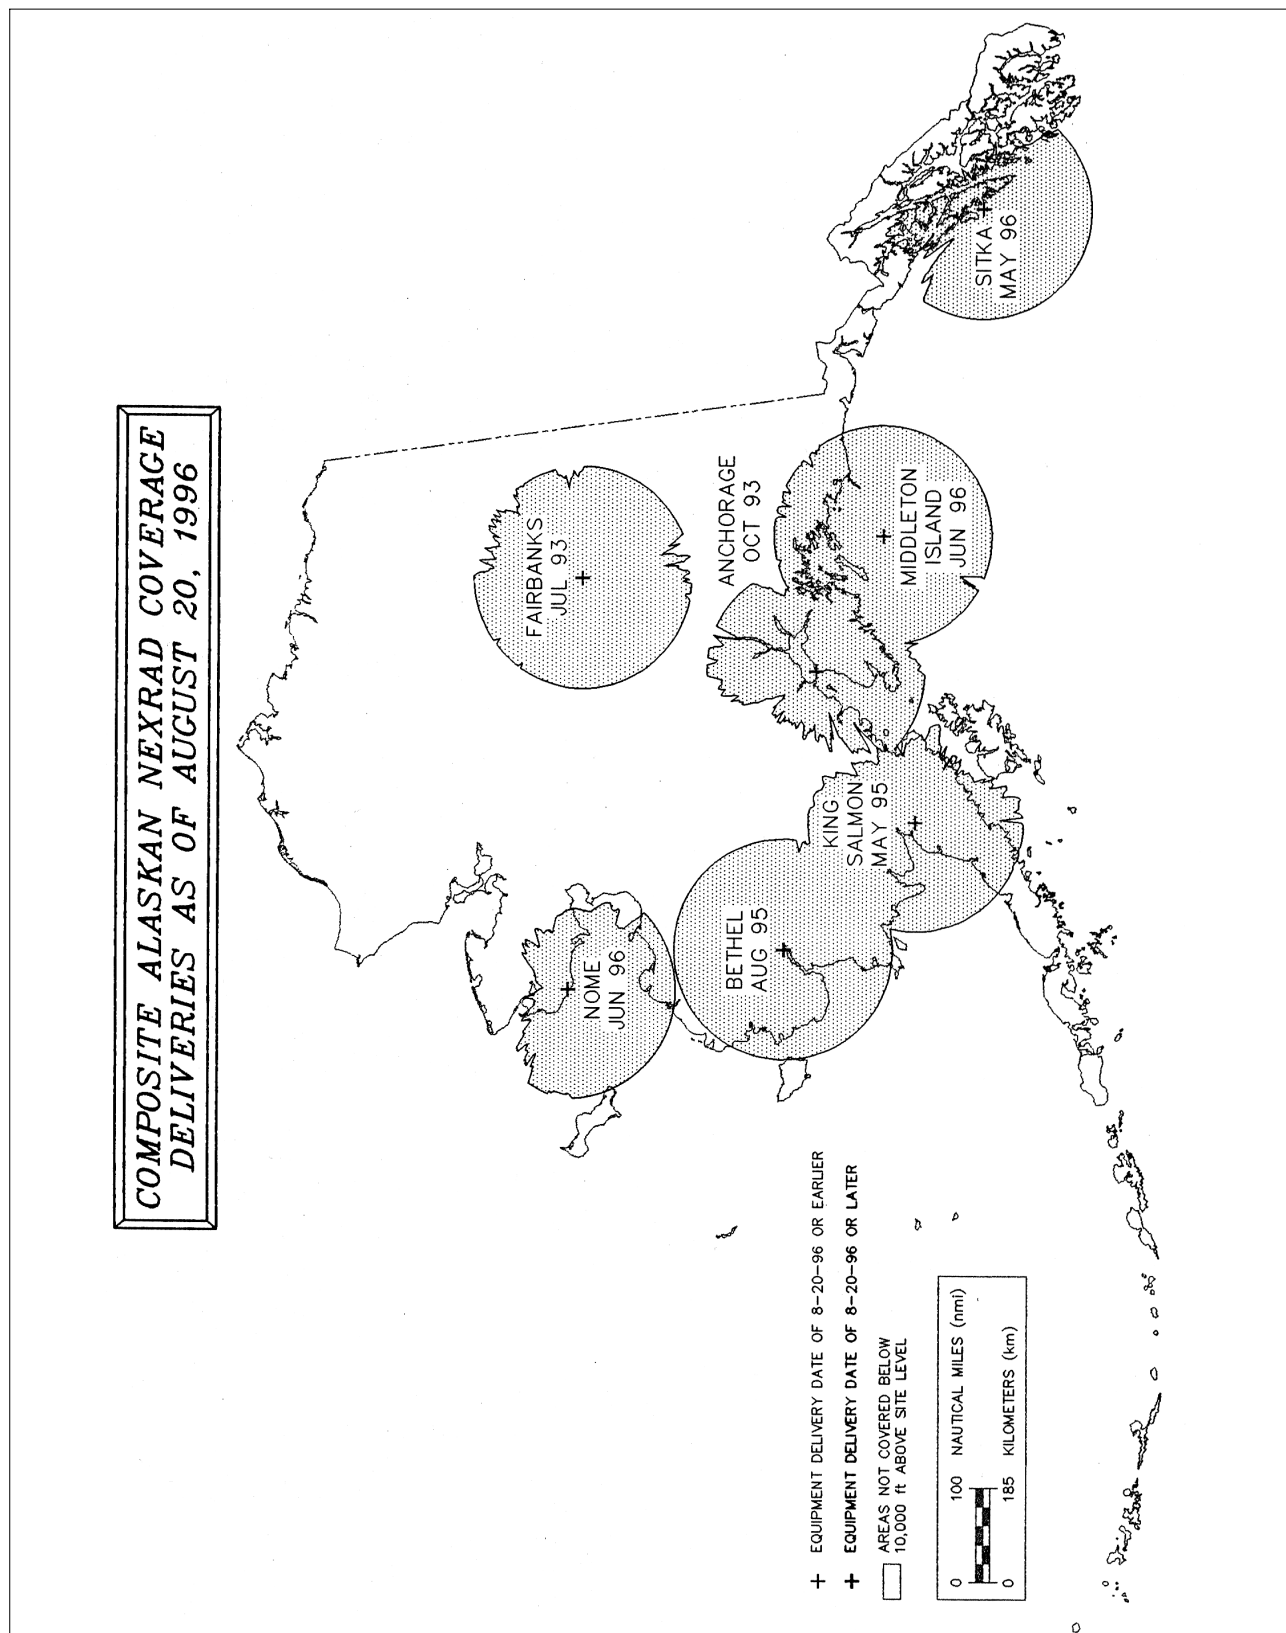 COMPOSITE ALASKAN NEXRAD COVERAGE
DELIVERIES AS OF AUGUST 20, 1996
FAIRBANKS
JUL 93
ANCHORAGE
OCT 93
MIDDLETON
ISLAND
JUN 96
SITKA
MAY 96
NOME
JUN 96
BETHEL
AUG 95
KING
SALMON
MAY 95
+ EQUIPMENT DELIVERY DATE OF 8-20-96 OR EARLIER
+ EQUIPMENT DELIVERY DATE OF 8-20-96 OR LATER
AREAS NOT COVERED BELOW
10,000 ft ABOVE SITE LEVEL
0 100 NAUTICAL MILES (nmi)
0 185 KILOMETERS (km)